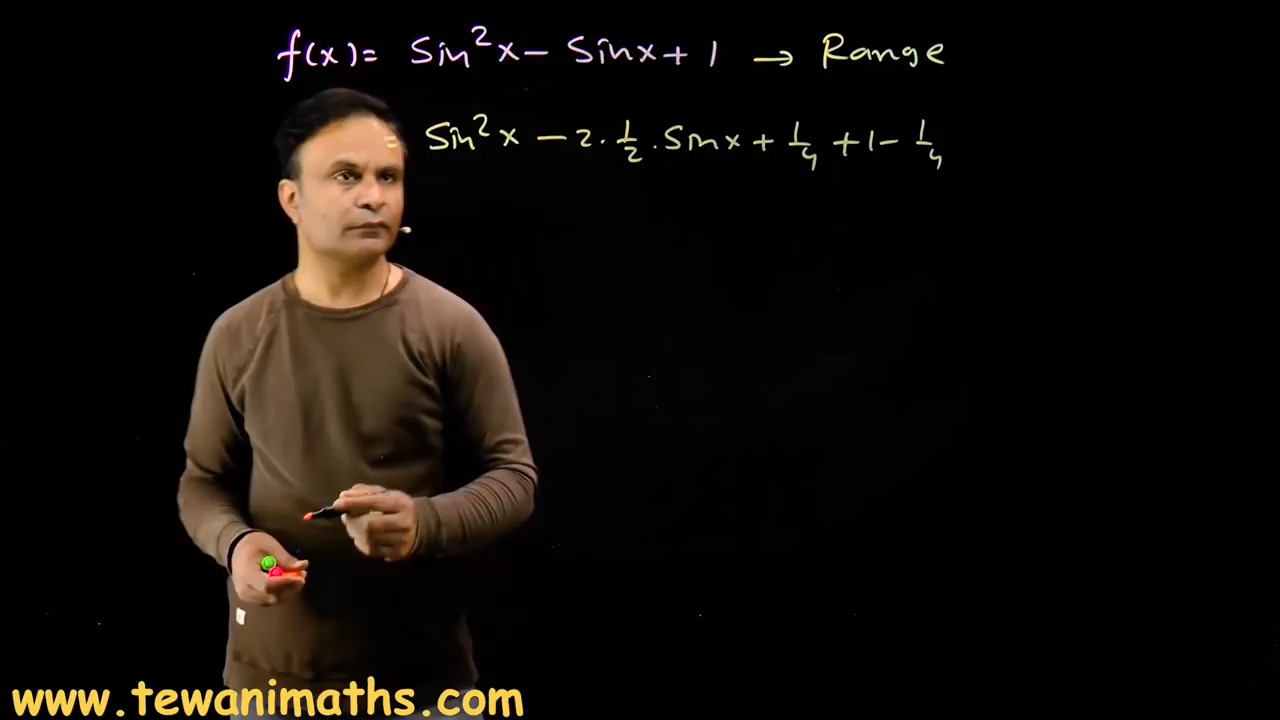 f(x) = Sin²x − Sinx + 1 → Range
= Sin²x − 2 · 1/2 · Sinx + 1/4 + 1 − 1/4
www.tewanimaths.com